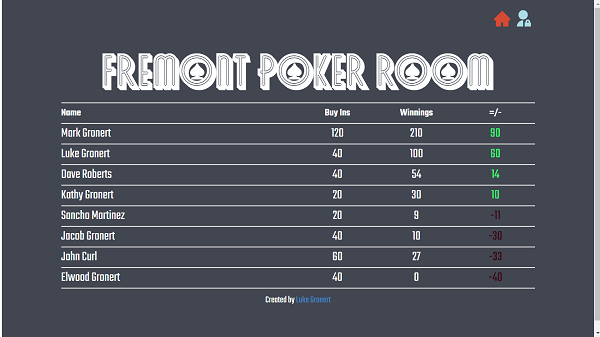 FREMONT POKER ROOM
Name Buy Ins Winnings =/-
Mark Gronert 120 210 90
Luke Gronert 40 100 60
Dave Roberts 40 54 14
Kathy Gronert 20 30 10
Sancho Martinez 20 9 -11
Jacob Gronert 40 10 -30
John Curl 60 27 -33
Elwood Gronert 40 0 -40
Created by Luke Gronert